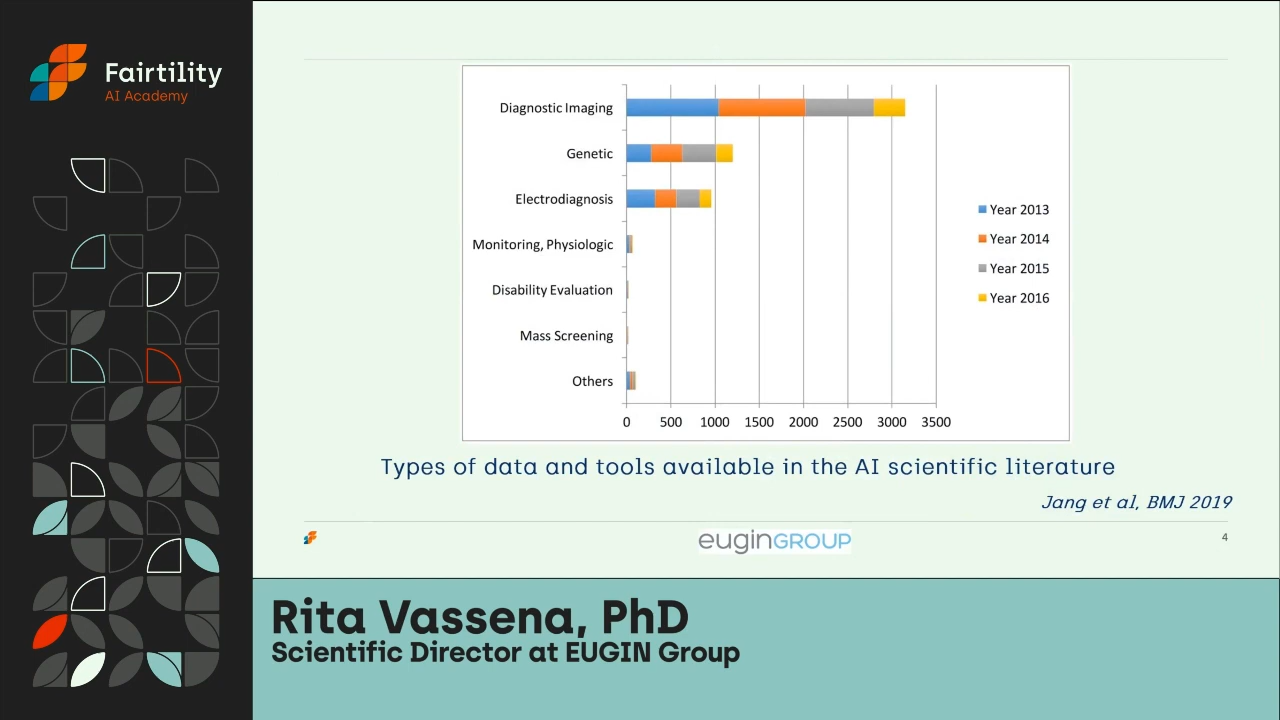 Fairtility
AI Academy
Diagnostic Imaging
Genetic
Electrodiagnosis
Monitoring, Physiologic
Disability Evaluation
Mass Screening
Others
0 500 1000 1500 2000 2500 3000 3500
Year 2013
Year 2014
Year 2015
Year 2016
Types of data and tools available in the AI scientific literature
Jang et al, BMJ 2019
euginGROUP
4
Rita Vassena, PhD
Scientific Director at EUGIN Group